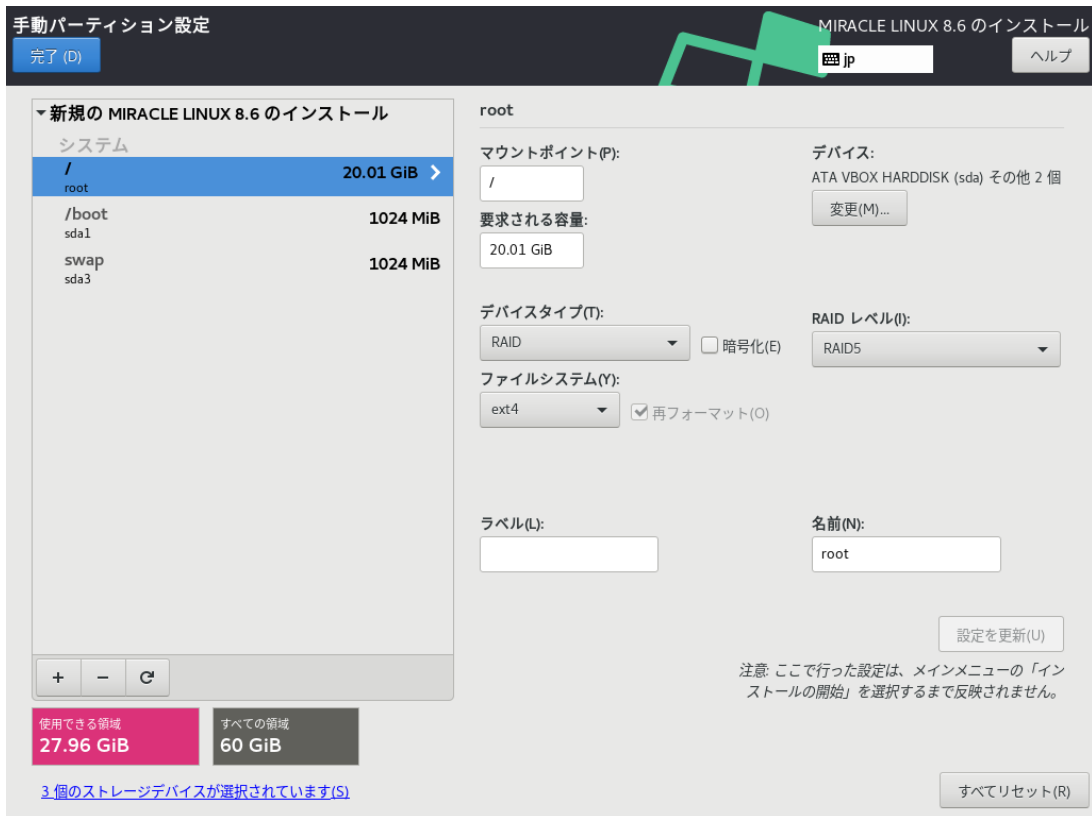 手動パーティション設定
完了 (D)
MIRACLE LINUX 8.6 のインストール
jp
ヘルプ
新規の MIRACLE LINUX 8.6 のインストール
システム
/
20.01 GiB
root
/boot
1024 MiB
sda1
swap
1024 MiB
sda3
使用できる領域
27.96 GiB
すべての領域
60 GiB
3 個のストレージデバイスが選択されています(S)
root
マウントポイント(P):
/
デバイス:
ATA VBOX HARDDISK (sda) その他 2 個
変更(M)...
要求される容量:
20.01 GiB
デバイスタイプ(T):
RAID
暗号化(E)
RAID レベル(I):
RAID5
ファイルシステム(Y):
ext4
再フォーマット(O)
ラベル(L):
名前(N):
root
設定を更新(U)
注意: ここで行った設定は、メインメニューの「イン
ストールの開始」を選択するまで反映されません。
すべてリセット(R)